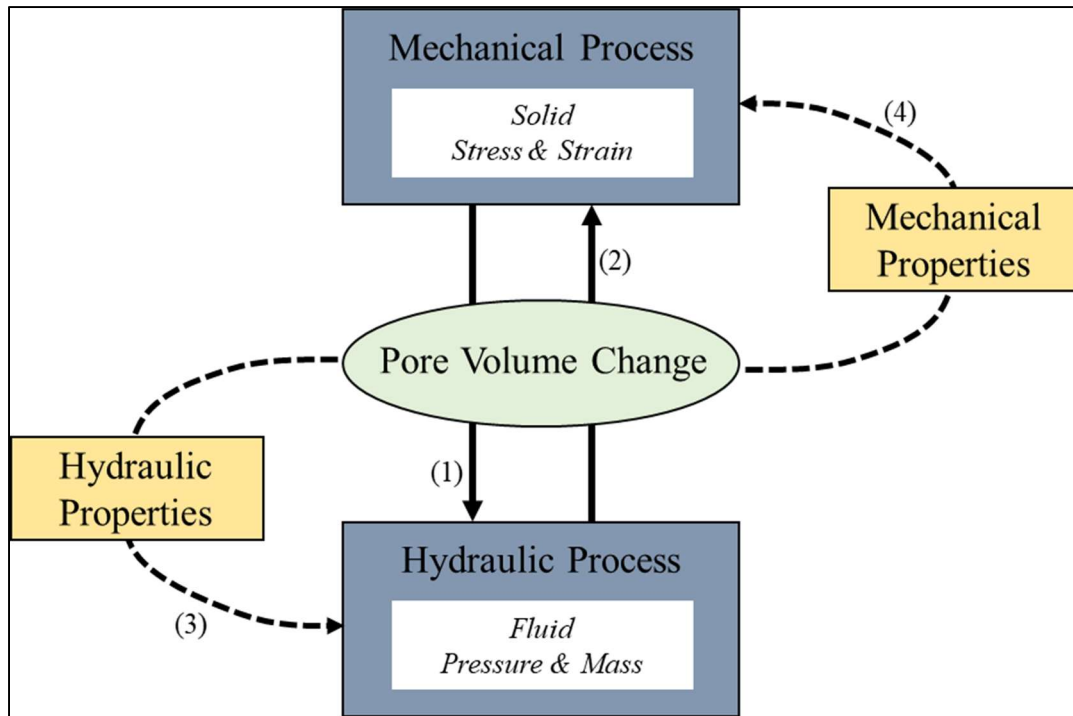 Mechanical Process
Solid
Stress & Strain
(4)
Mechanical
Properties
(2)
Pore Volume Change
Hydraulic
Properties
(1)
Hydraulic Process
(3)
Fluid
Pressure & Mass